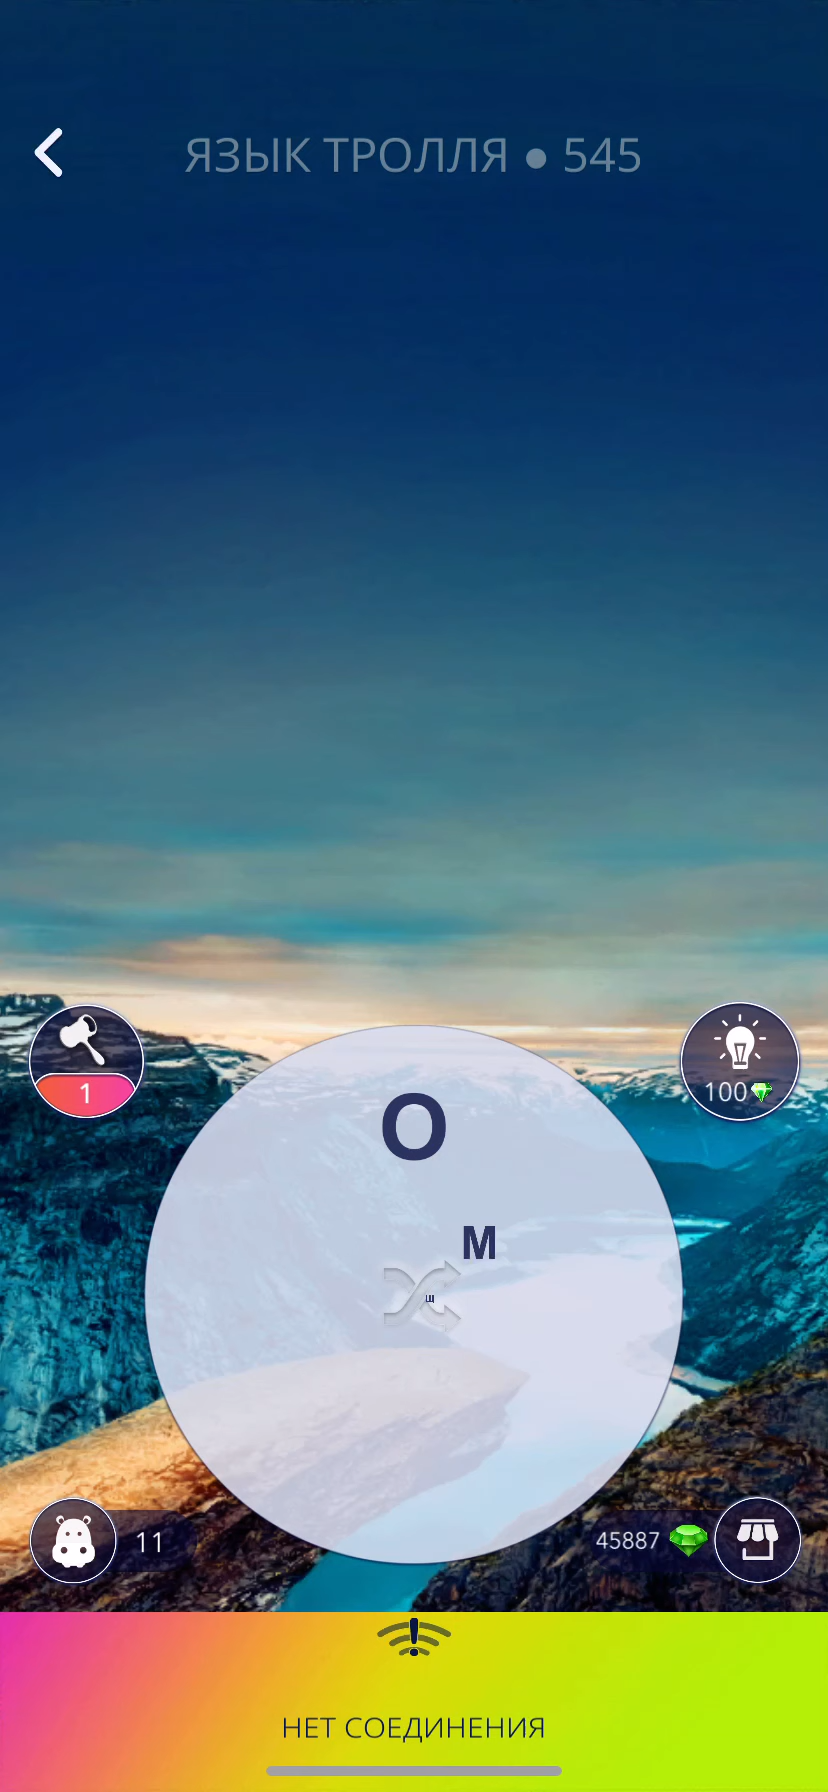 ЯЗЫК ТРОЛЛЯ • 545
1
100
О
М
щ
11
45887
НЕТ СОЕДИНЕНИЯ